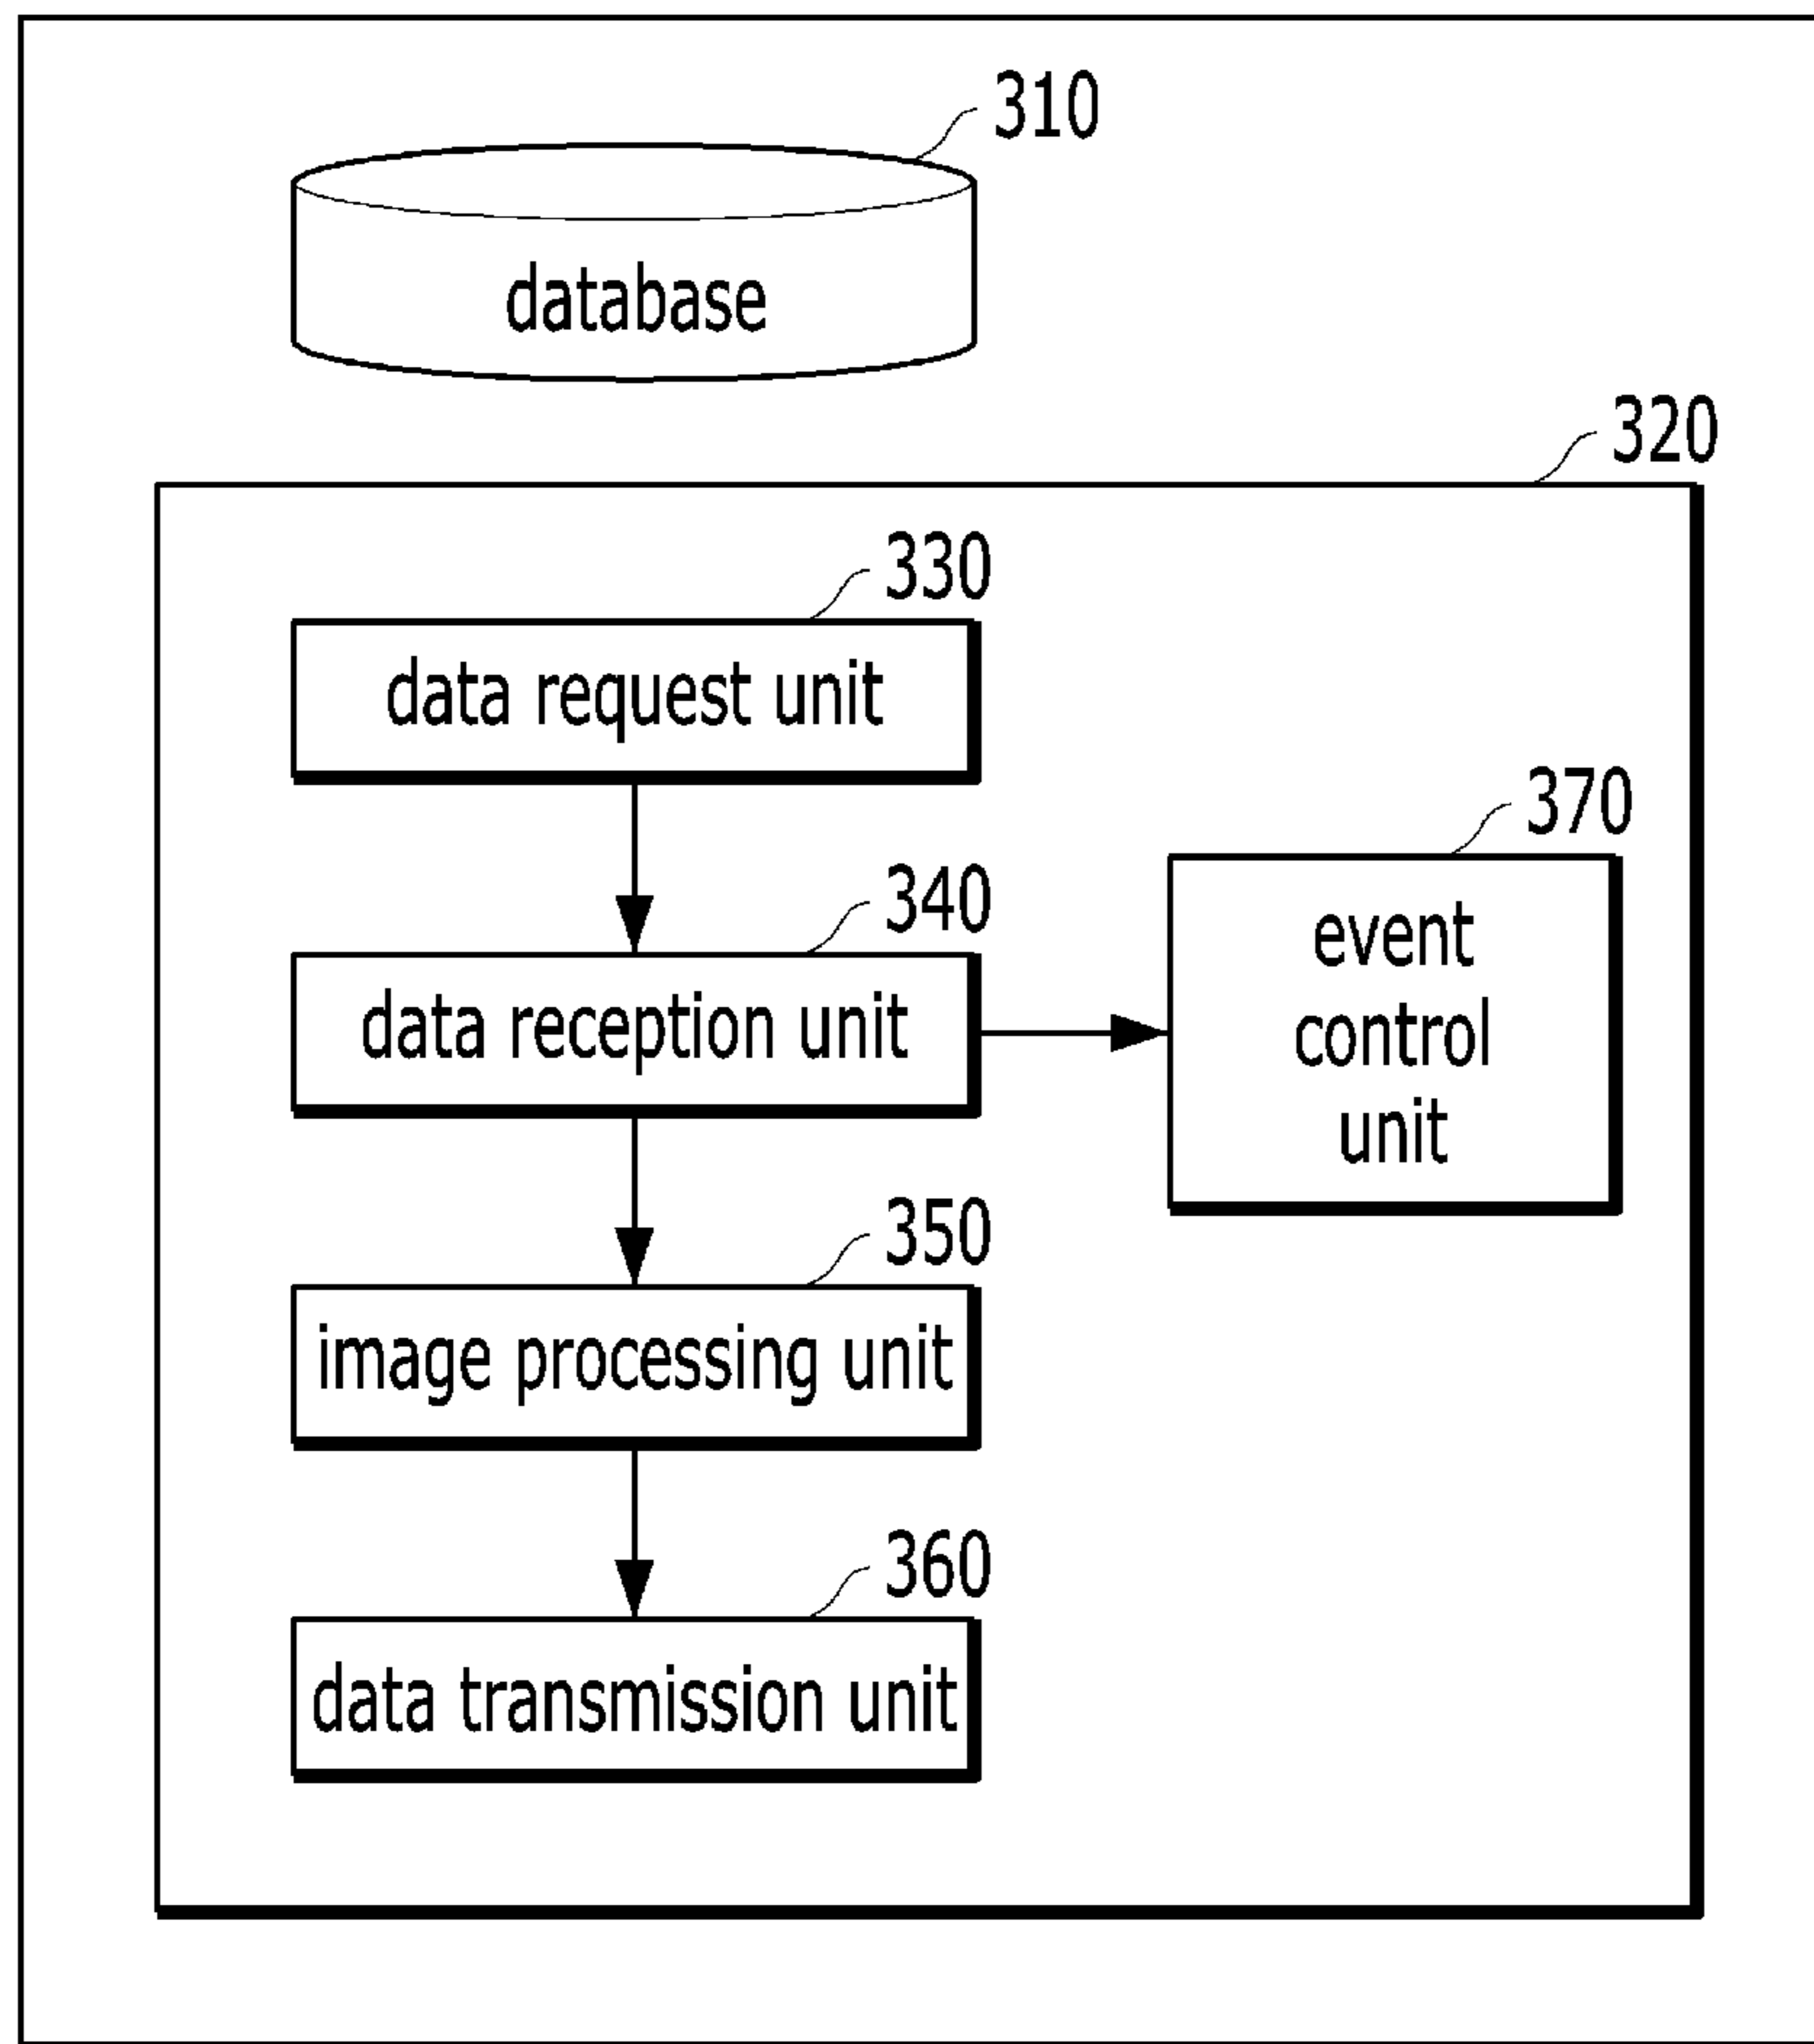 310
database
320
330
data request unit
370
340
event
control
unit
data reception unit
350
image processing unit
360
data transmission unit